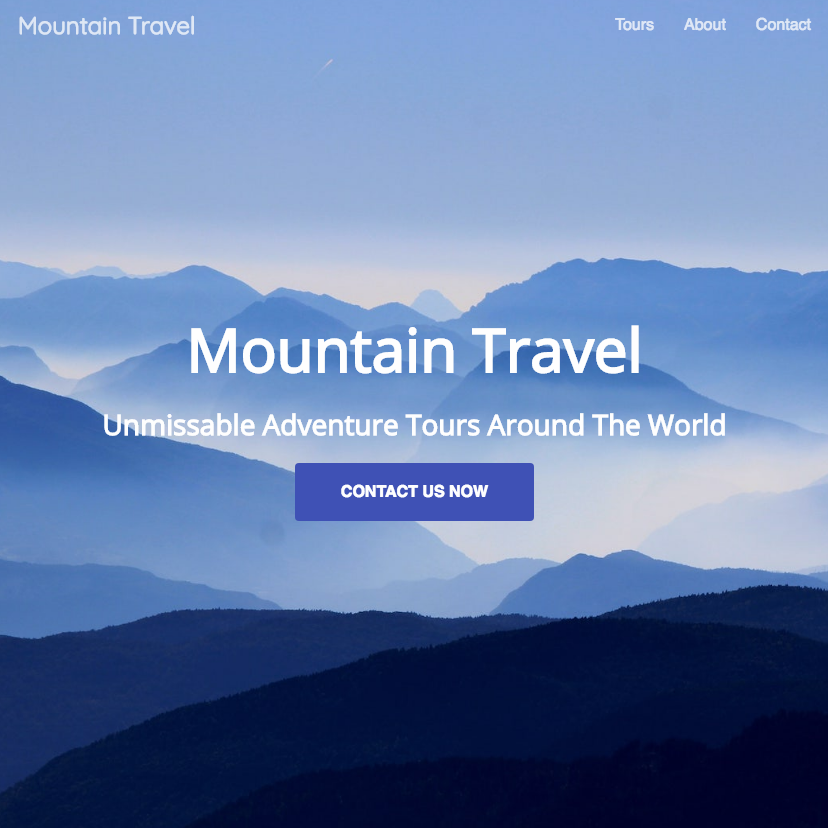 Mountain Travel
Tours About Contact
Mountain Travel
Unmissable Adventure Tours Around The World
CONTACT US NOW